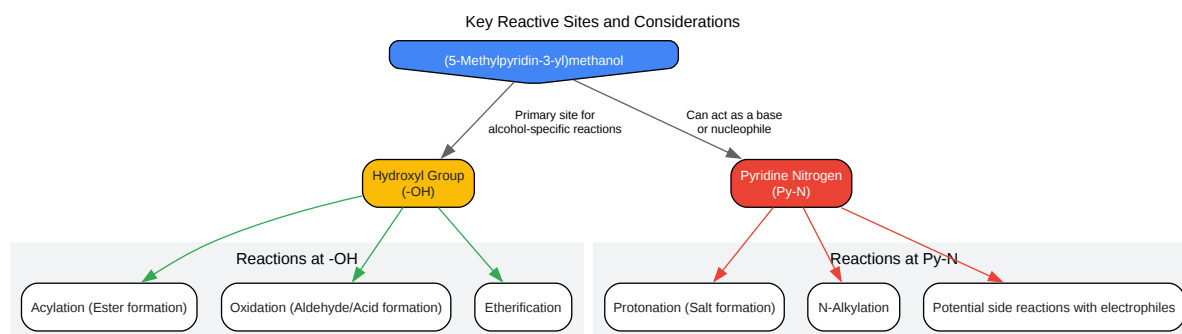 Key Reactive Sites and Considerations
(5-Methylpyridin-3-yl)methanol
Primary site for
alcohol-specific reactions
Can act as a base
or nucleophile
Hydroxyl Group
(-OH)
Pyridine Nitrogen
(Py-N)
Reactions at -OH
Reactions at Py-N
Acylation (Ester formation)
Oxidation (Aldehyde/Acid formation)
Etherification
Protonation (Salt formation)
N-Alkylation
Potential side reactions with electrophiles